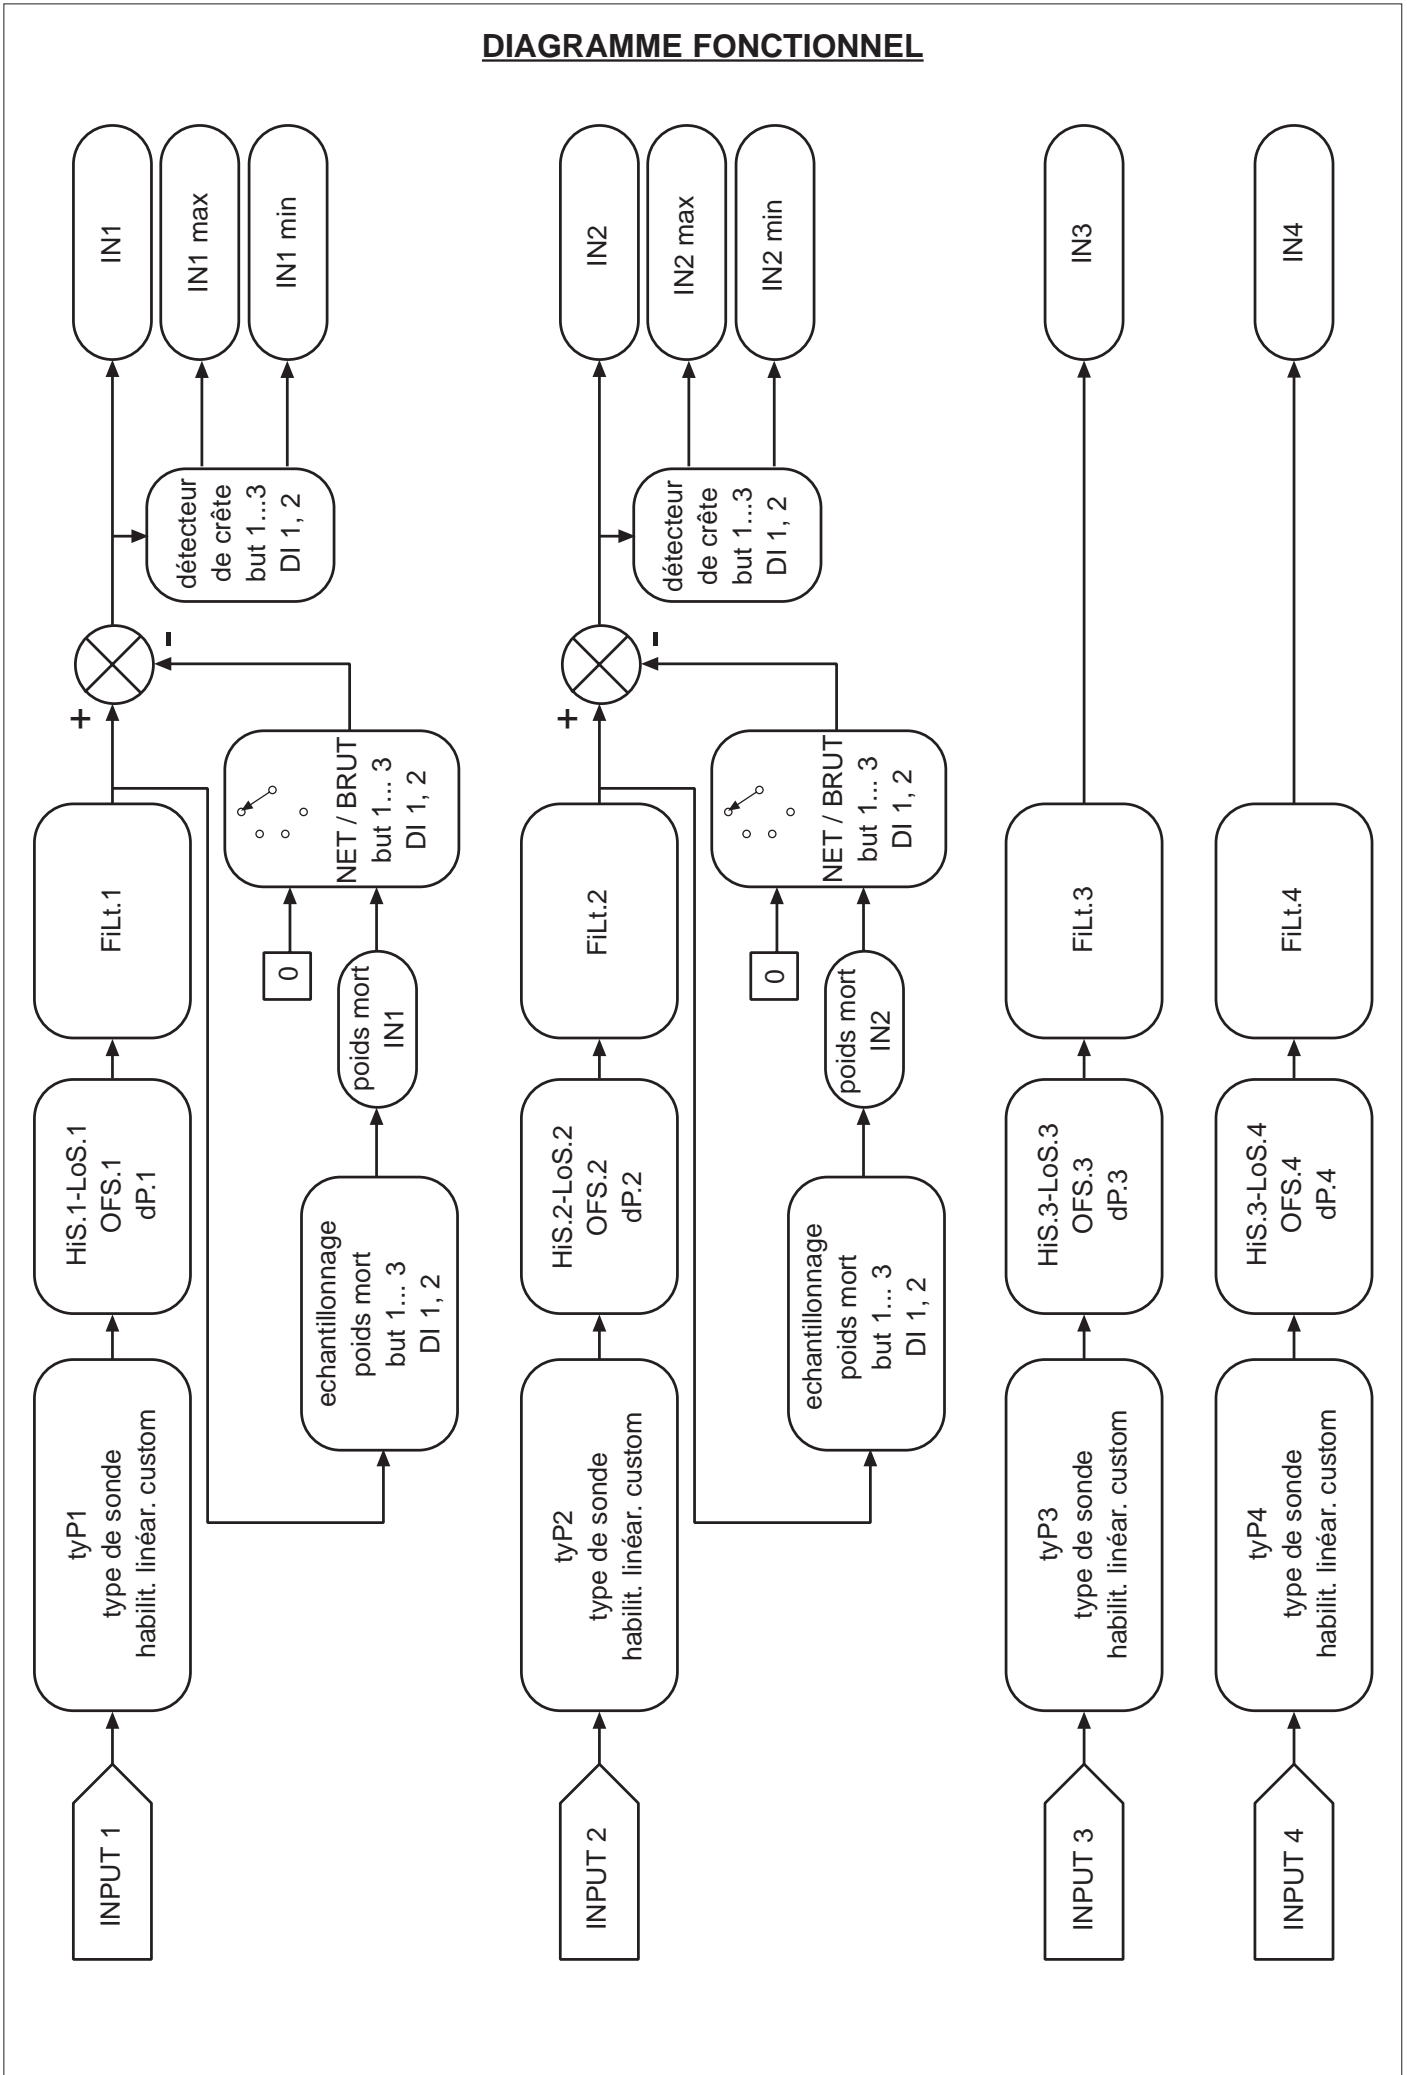 DIAGRAMME FONCTIONNEL
INPUT 1
tyP1
type de sonde
habilit. linéar. custom
HiS.1-LoS.1
OFS.1
dP.1
FiLt.1
+
-
IN1
IN1 max
IN1 min
détecteur
de crête
but 1...3
DI 1, 2
echantillonnage
poids mort
but 1... 3
DI 1, 2
poids mort
IN1
0
NET / BRUT
but 1... 3
DI 1, 2
INPUT 2
tyP2
type de sonde
habilit. linéar. custom
HiS.2-LoS.2
OFS.2
dP.2
FiLt.2
+
-
IN2
IN2 max
IN2 min
détecteur
de crête
but 1...3
DI 1, 2
echantillonnage
poids mort
but 1... 3
DI 1, 2
poids mort
IN2
0
NET / BRUT
but 1... 3
DI 1, 2
INPUT 3
tyP3
type de sonde
habilit. linéar. custom
HiS.3-LoS.3
OFS.3
dP.3
FiLt.3
IN3
INPUT 4
tyP4
type de sonde
habilit. linéar. custom
HiS.3-LoS.4
OFS.4
dP.4
FiLt.4
IN4